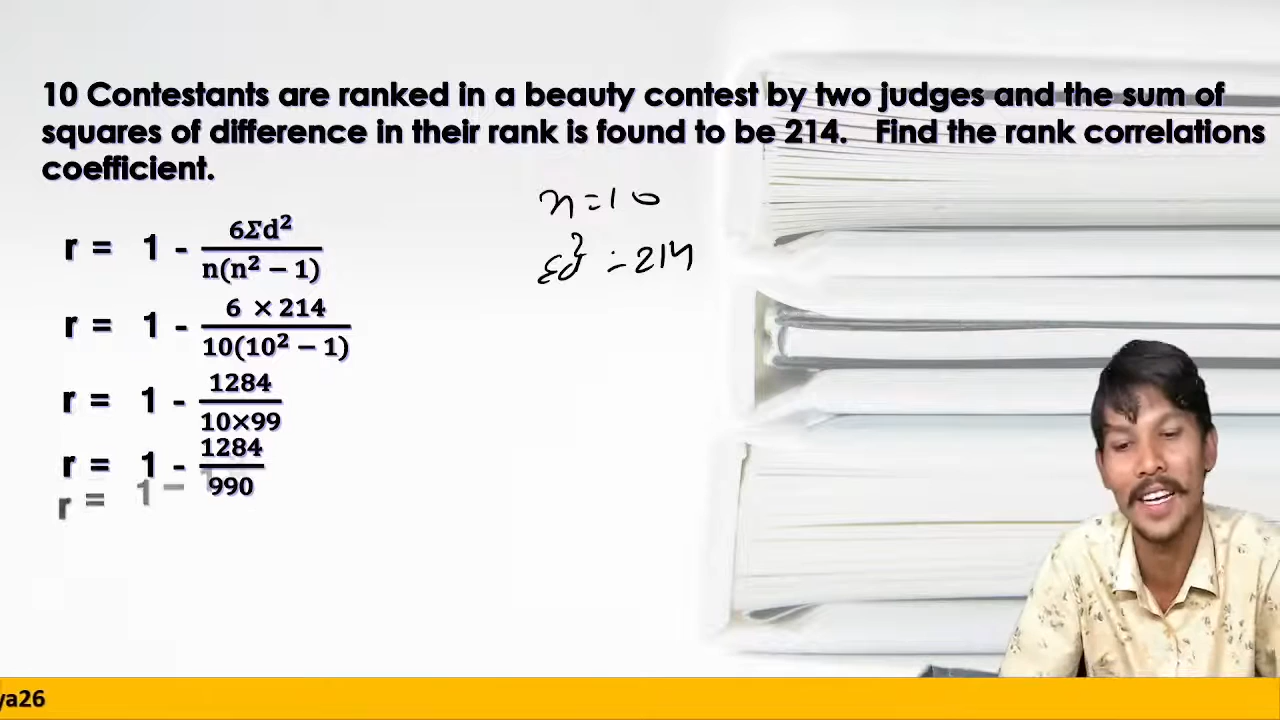 10 Contestants are ranked in a beauty contest by two judges and the sum of
squares of difference in their rank is found to be 214. Find the rank correlations
coefficient.
n = 10
Σd² = 214
r = 1 - 6Σd² / n(n² − 1)
r = 1 - 6 × 214 / 10(10² − 1)
r = 1 - 1284 / 10×99
r = 1 - 1284 / 990
r = 1 −
ya26